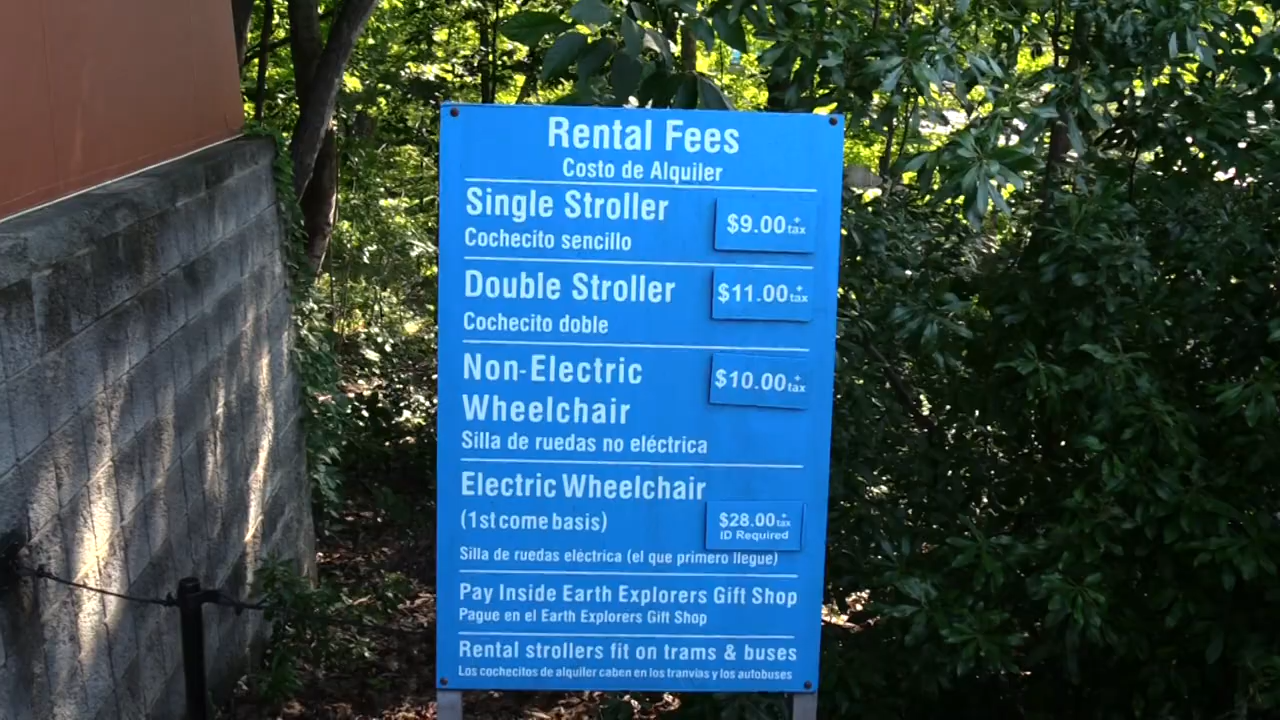 Rental Fees
Costo de Alquiler
Single Stroller
$9.00 + tax
Cochecito sencillo
Double Stroller
$11.00 + tax
Cochecito doble
Non-Electric
$10.00 + tax
Wheelchair
Silla de ruedas no eléctrica
Electric Wheelchair
(1st come basis)
$28.00 + tax
ID Required
Silla de ruedas eléctrica (el que primero llegue)
Pay Inside Earth Explorers Gift Shop
Pague en el Earth Explorers Gift Shop
Rental strollers fit on trams & buses
Los cochecitos de alquiler caben en los tranvías y los autobuses